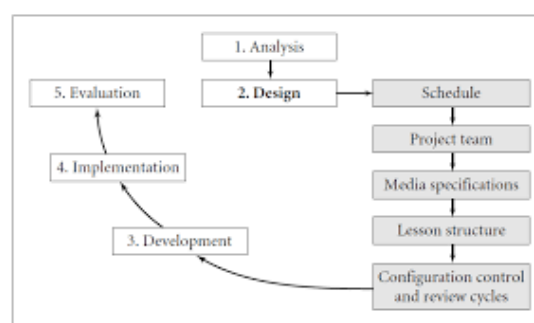 1. Analysis
2. Design
Schedule
Project team
Media specifications
Lesson structure
Configuration control
and review cycles
3. Development
4. Implementation
5. Evaluation